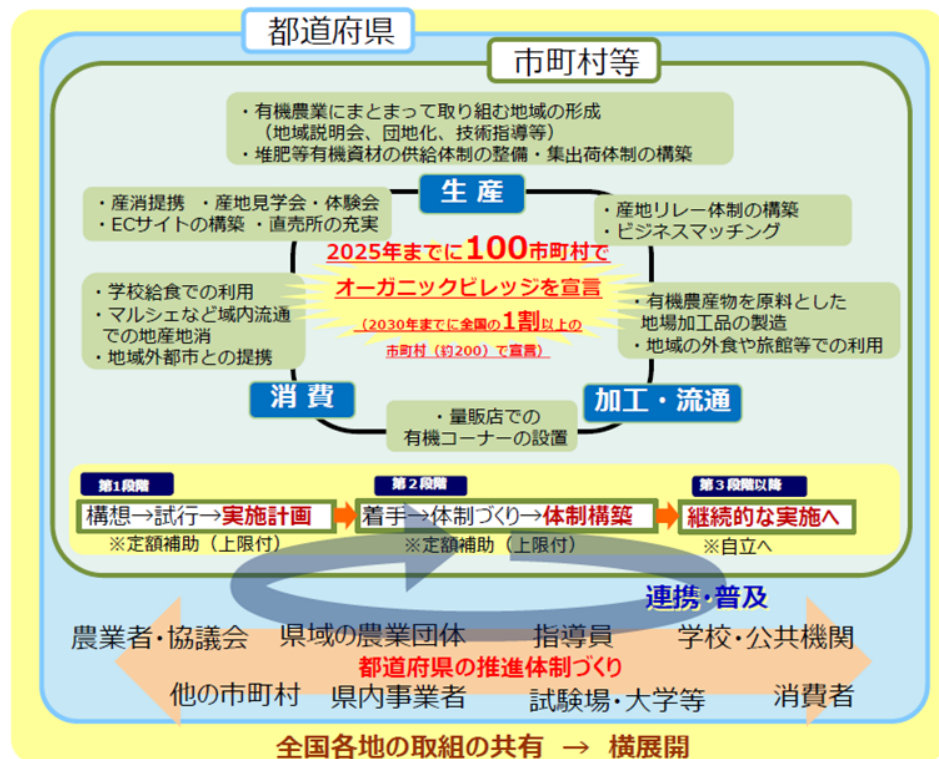 都道府県
市町村等
・有機農業にまとまって取り組む地域の形成
（地域説明会、団地化、技術指導等）
・堆肥等有機資材の供給体制の整備・集出荷体制の構築
生産
・産消提携　・産地見学会・体験会
・ECサイトの構築　・直売所の充実
・産地リレー体制の構築
・ビジネスマッチング
2025年までに100市町村で
オーガニックビレッジを宣言
（2030年までに全国の1割以上の
市町村（約200）で宣言）
・学校給食での利用
・マルシェなど域内流通
での地産地消
・地域外都市との提携
・有機農産物を原料とした
地場加工品の製造
・地域の外食や旅館等での利用
消費
加工・流通
・量販店での
有機コーナーの設置
第1段階
第２段階
第３段階以降
構想→試行→実施計画
着手→体制づくり→体制構築
継続的な実施へ
※定額補助（上限付）
※定額補助（上限付）
※自立へ
連携・普及
農業者・協議会
県域の農業団体
指導員
学校・公共機関
都道府県の推進体制づくり
他の市町村
県内事業者
試験場・大学等
消費者
全国各地の取組の共有　→　横展開